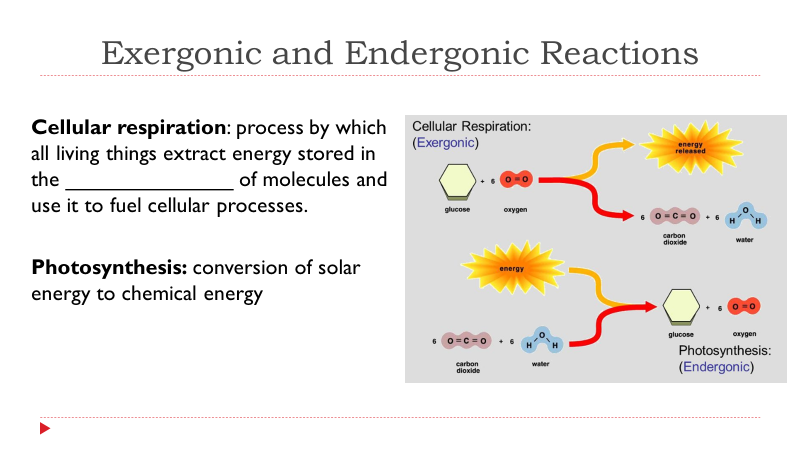 Exergonic and Endergonic Reactions
Cellular respiration: process by which
all living things extract energy stored in
the ________________ of molecules and
use it to fuel cellular processes.
Photosynthesis: conversion of solar
energy to chemical energy
Cellular Respiration:
(Exergonic)
energy
released
+ 6 O = O
glucose
oxygen
6 O = C = O + 6 H O H
carbon
dioxide
water
energy
6 O = C = O + 6 H O H
carbon
dioxide
water
+ 6 O = O
glucose
oxygen
Photosynthesis:
(Endergonic)